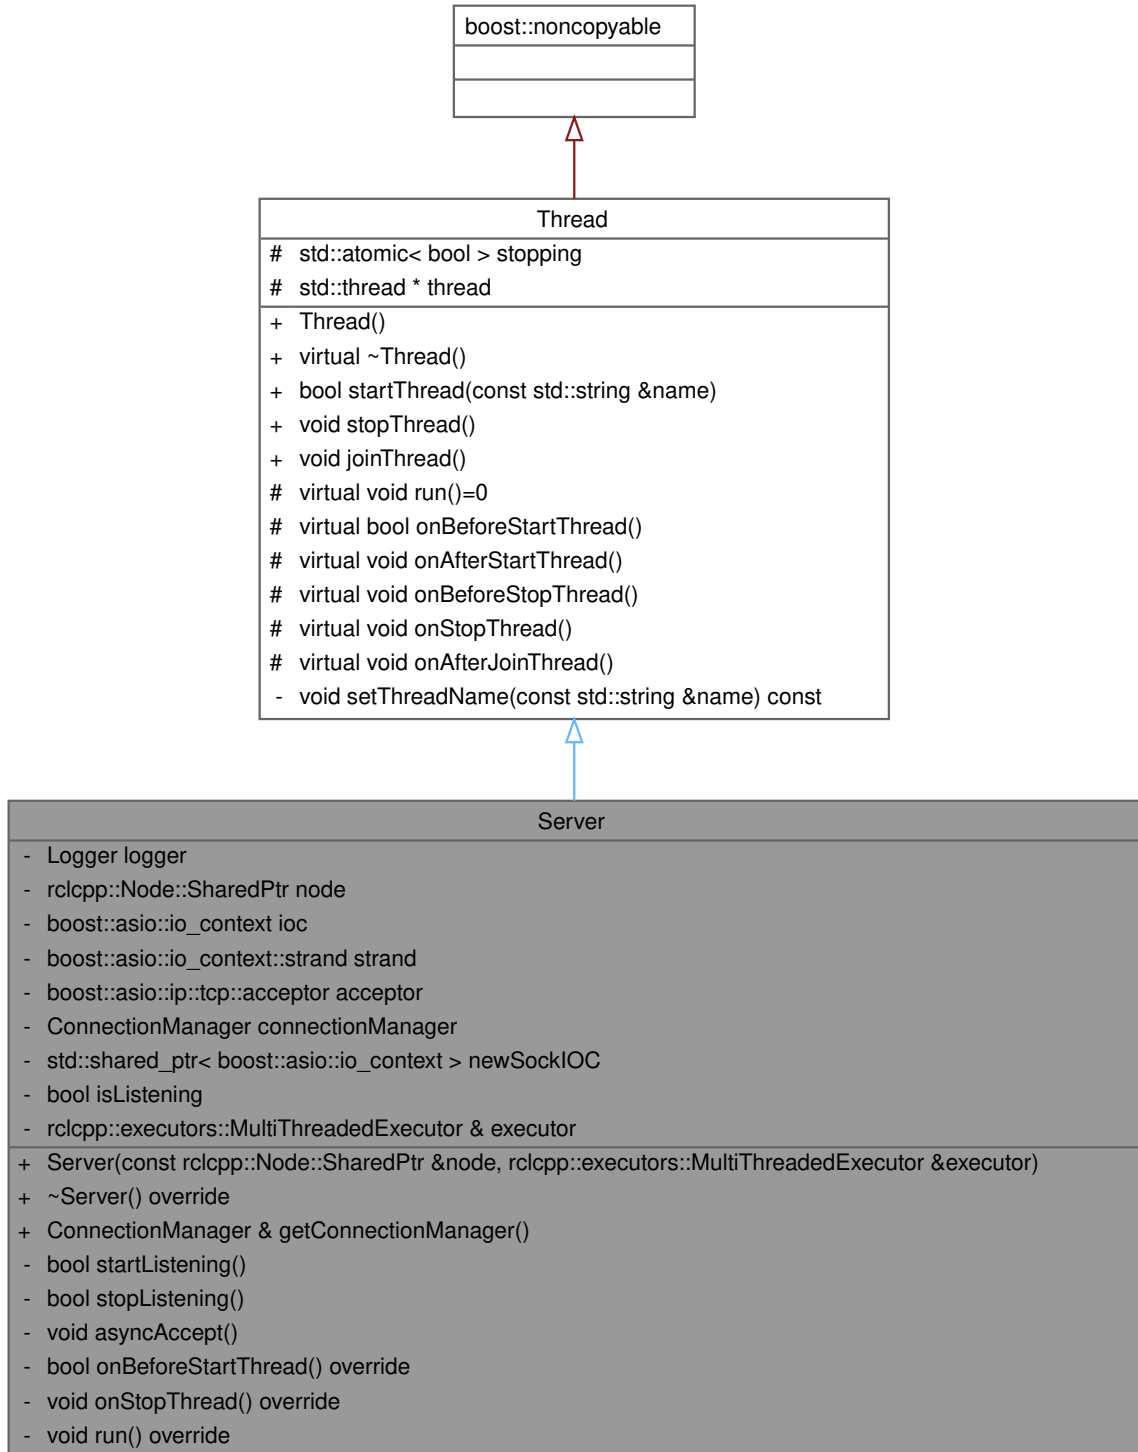 boost::noncopyable
Thread
# std::atomic< bool > stopping
# std::thread * thread
+ Thread()
+ virtual ~Thread()
+ bool startThread(const std::string &name)
+ void stopThread()
+ void joinThread()
# virtual void run()=0
# virtual bool onBeforeStartThread()
# virtual void onAfterStartThread()
# virtual void onBeforeStopThread()
# virtual void onStopThread()
# virtual void onAfterJoinThread()
- void setThreadName(const std::string &name) const
Server
- Logger logger
- rclcpp::Node::SharedPtr node
- boost::asio::io_context ioc
- boost::asio::io_context::strand strand
- boost::asio::ip::tcp::acceptor acceptor
- ConnectionManager connectionManager
- std::shared_ptr< boost::asio::io_context > newSockIOC
- bool isListening
- rclcpp::executors::MultiThreadedExecutor & executor
+ Server(const rclcpp::Node::SharedPtr &node, rclcpp::executors::MultiThreadedExecutor &executor)
+ ~Server() override
+ ConnectionManager & getConnectionManager()
- bool startListening()
- bool stopListening()
- void asyncAccept()
- bool onBeforeStartThread() override
- void onStopThread() override
- void run() override